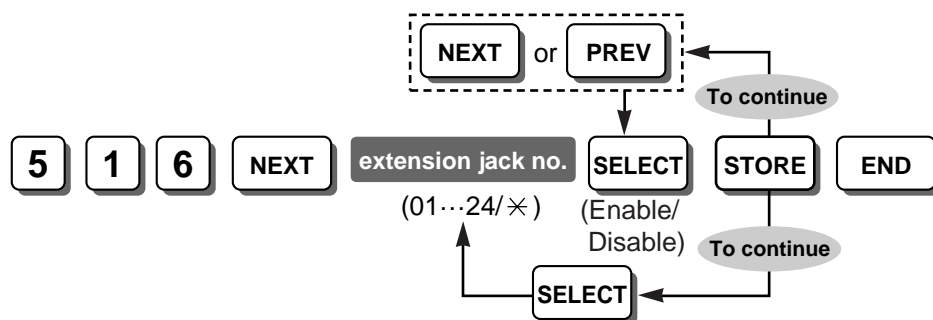 NEXT or PREV
To continue
5 1 6 NEXT extension jack no. SELECT STORE END
(01···24/✳)
(Enable/
Disable)
To continue
SELECT